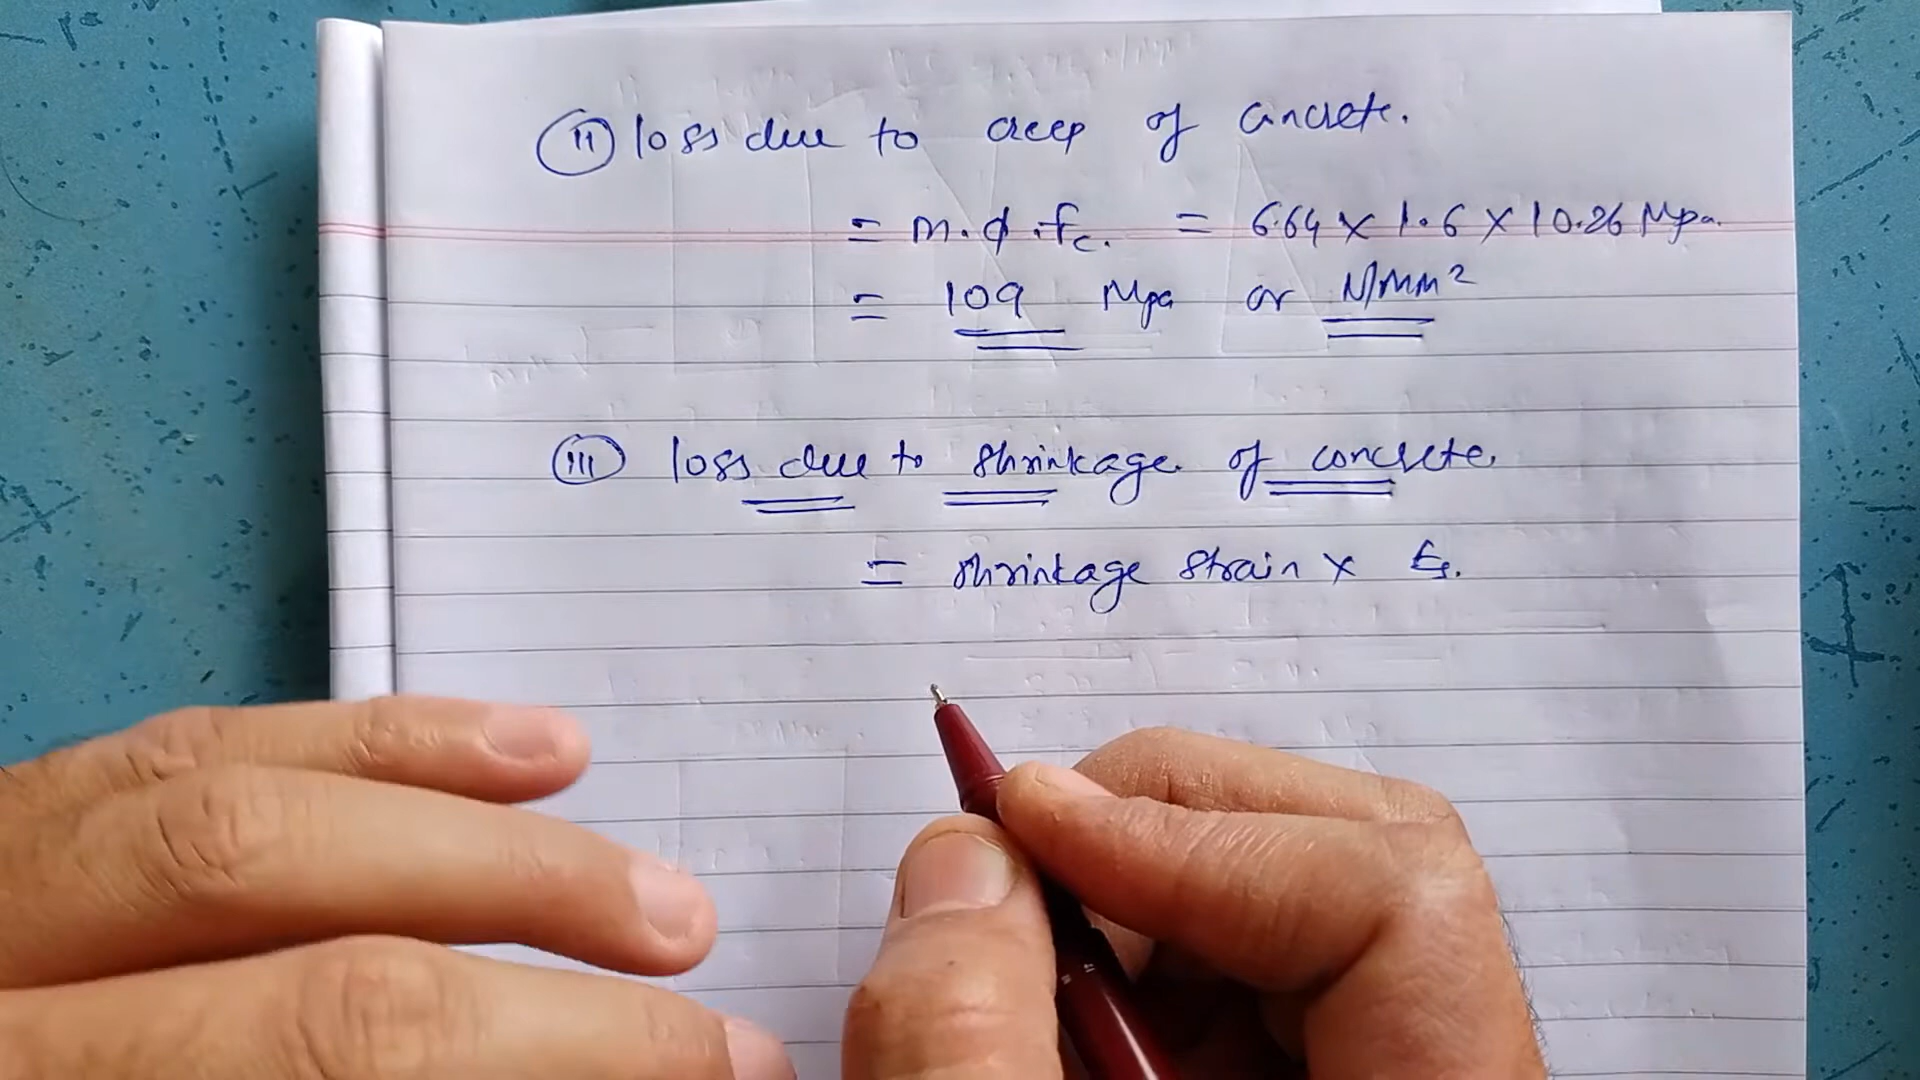 (ii) loss due to creep of concrete.
= m.ϕ.fc. = 6.64 x 1.6 x 10.26 Mpa.
= 109 Mpa or N/mm²
(iii) loss due to shrinkage of concrete.
= shrinkage strain x Es.